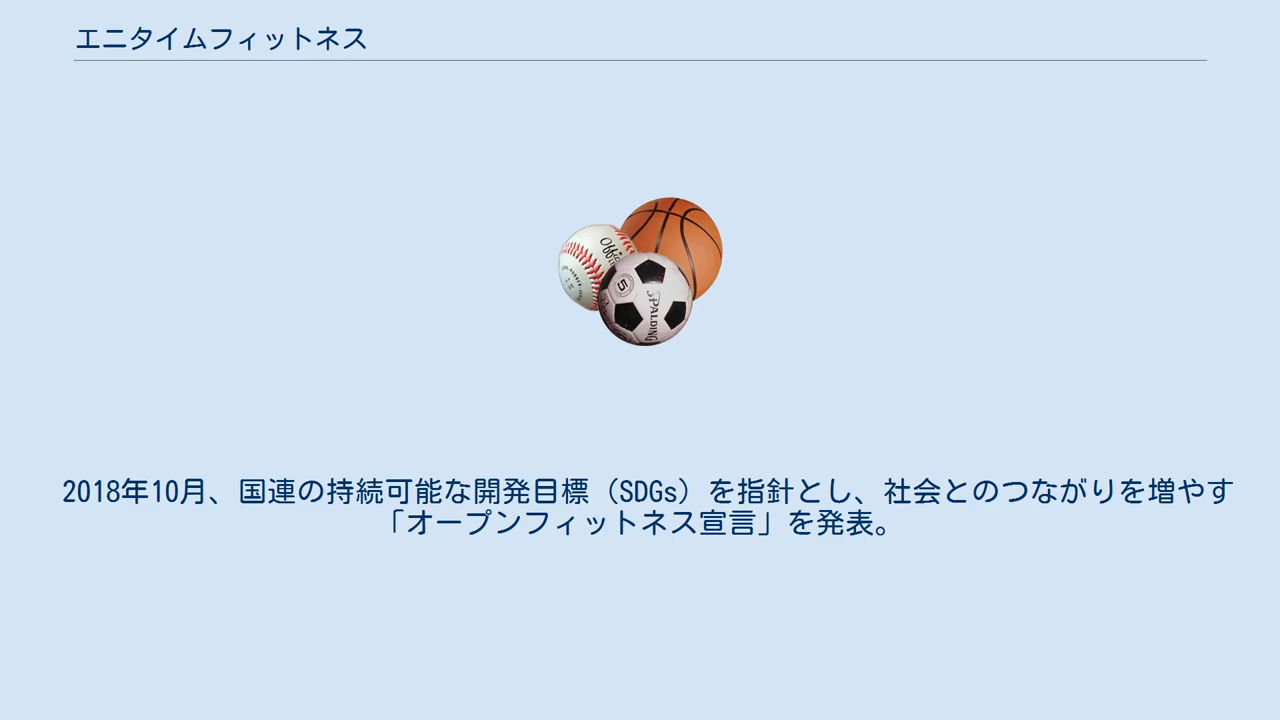 エニタイムフィットネス
Offici
5
SPALDING
2018年10月、国連の持続可能な開発目標（SDGs）を指針とし、社会とのつながりを増やす
「オープンフィットネス宣言」を発表。